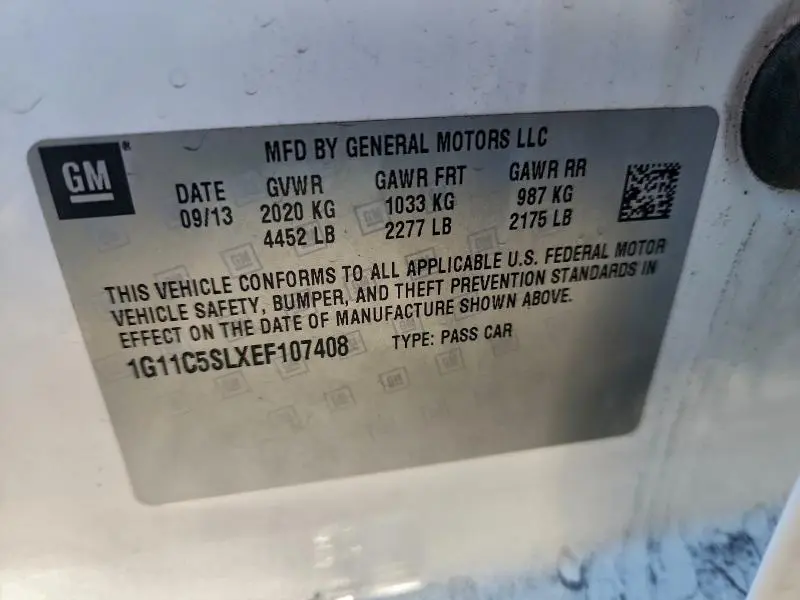 GM
MFD BY GENERAL MOTORS LLC
DATE GVWR GAWR FRT GAWR RR
09/13 2020 KG 1033 KG 987 KG
4452 LB 2277 LB 2175 LB
THIS VEHICLE CONFORMS TO ALL APPLICABLE U.S. FEDERAL MOTOR
VEHICLE SAFETY, BUMPER, AND THEFT PREVENTION STANDARDS IN
EFFECT ON THE DATE OF MANUFACTURE SHOWN ABOVE.
1G11C5SLXEF107408 TYPE: PASS CAR